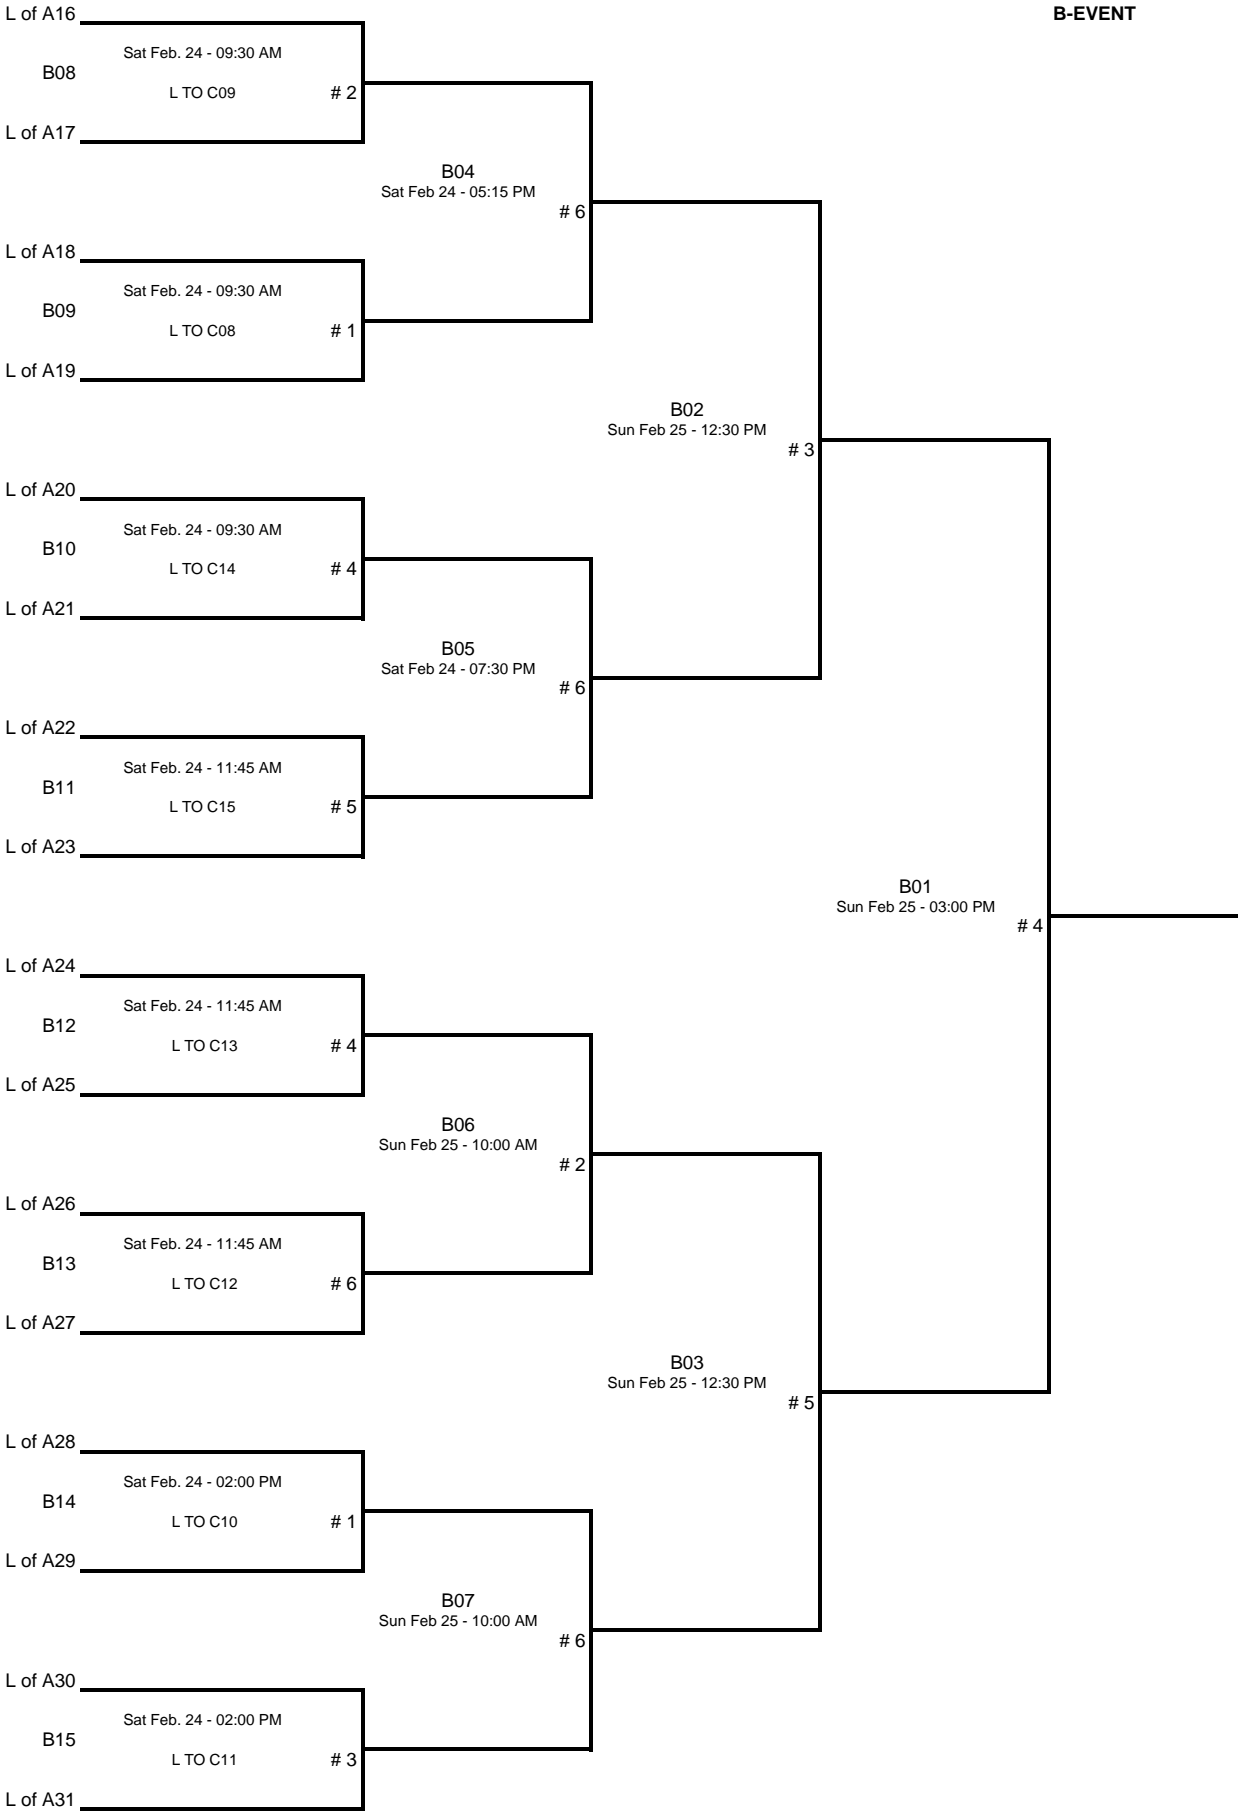 B-EVENT
L of A16
Sat Feb. 24 - 09:30 AM
B08
L TO C09 # 2
L of A17
B04
Sat Feb 24 - 05:15 PM
# 6
L of A18
Sat Feb. 24 - 09:30 AM
B09
L TO C08 # 1
L of A19
B02
Sun Feb 25 - 12:30 PM
# 3
L of A20
Sat Feb. 24 - 09:30 AM
B10
L TO C14 # 4
L of A21
B05
Sat Feb 24 - 07:30 PM
# 6
L of A22
Sat Feb. 24 - 11:45 AM
B11
L TO C15 # 5
L of A23
B01
Sun Feb 25 - 03:00 PM
# 4
L of A24
Sat Feb. 24 - 11:45 AM
B12
L TO C13 # 4
L of A25
B06
Sun Feb 25 - 10:00 AM
# 2
L of A26
Sat Feb. 24 - 11:45 AM
B13
L TO C12 # 6
L of A27
B03
Sun Feb 25 - 12:30 PM
# 5
L of A28
Sat Feb. 24 - 02:00 PM
B14
L TO C10 # 1
L of A29
B07
Sun Feb 25 - 10:00 AM
# 6
L of A30
Sat Feb. 24 - 02:00 PM
B15
L TO C11 # 3
L of A31